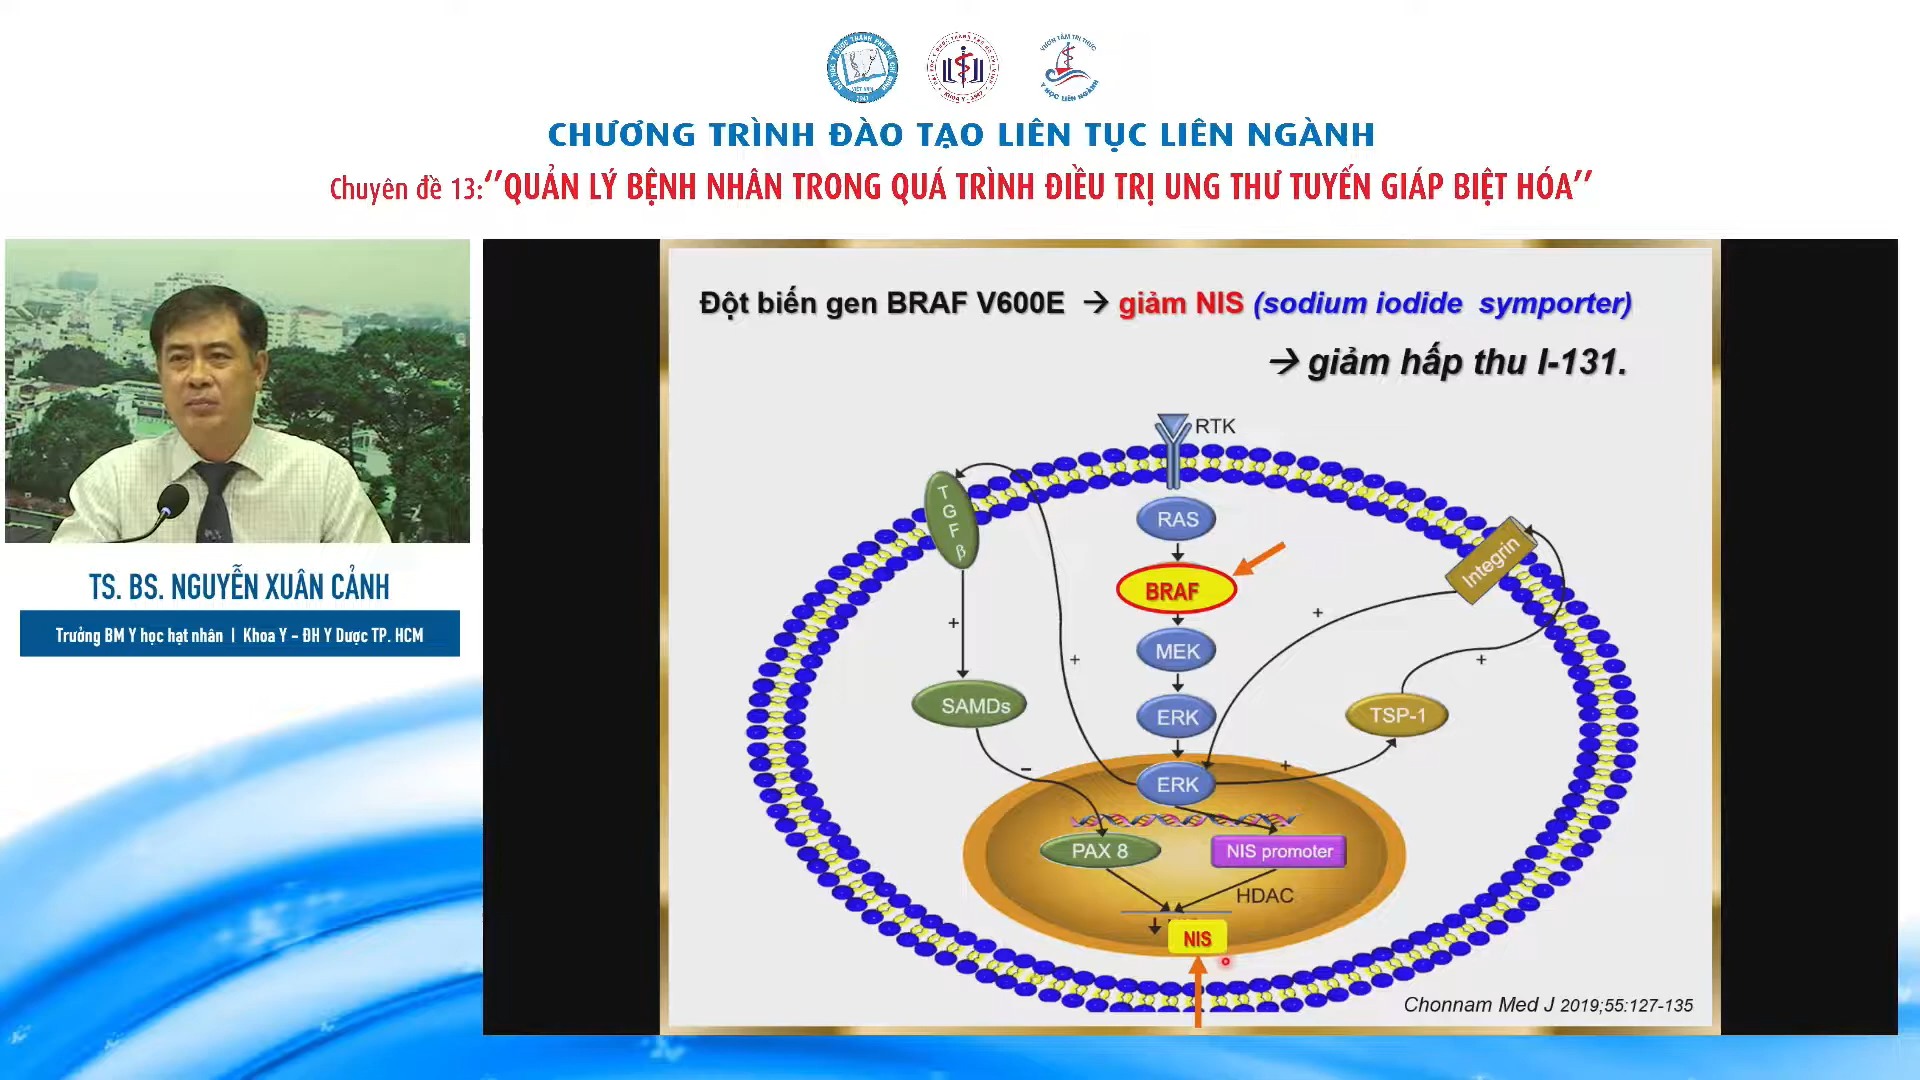 CHƯƠNG TRÌNH ĐÀO TẠO LIÊN TỤC LIÊN NGÀNH
Chuyên đề 13: ‘’QUẢN LÝ BỆNH NHÂN TRONG QUÁ TRÌNH ĐIỀU TRỊ UNG THƯ TUYẾN GIÁP BIỆT HÓA’’
TS. BS. NGUYỄN XUÂN CẢNH
Trưởng BM Y học hạt nhân | Khoa Y – ĐH Y Dược TP. HCM
Đột biến gen BRAF V600E → giảm NIS (sodium iodide symporter)
→ giảm hấp thu I-131.
RTK
TGF β
RAS
Integrin
BRAF
+
+
MEK
+
+
SAMDs
ERK
TSP-1
−
ERK
+
PAX 8
NIS promoter
HDAC
NIS
Chonnam Med J 2019;55:127-135